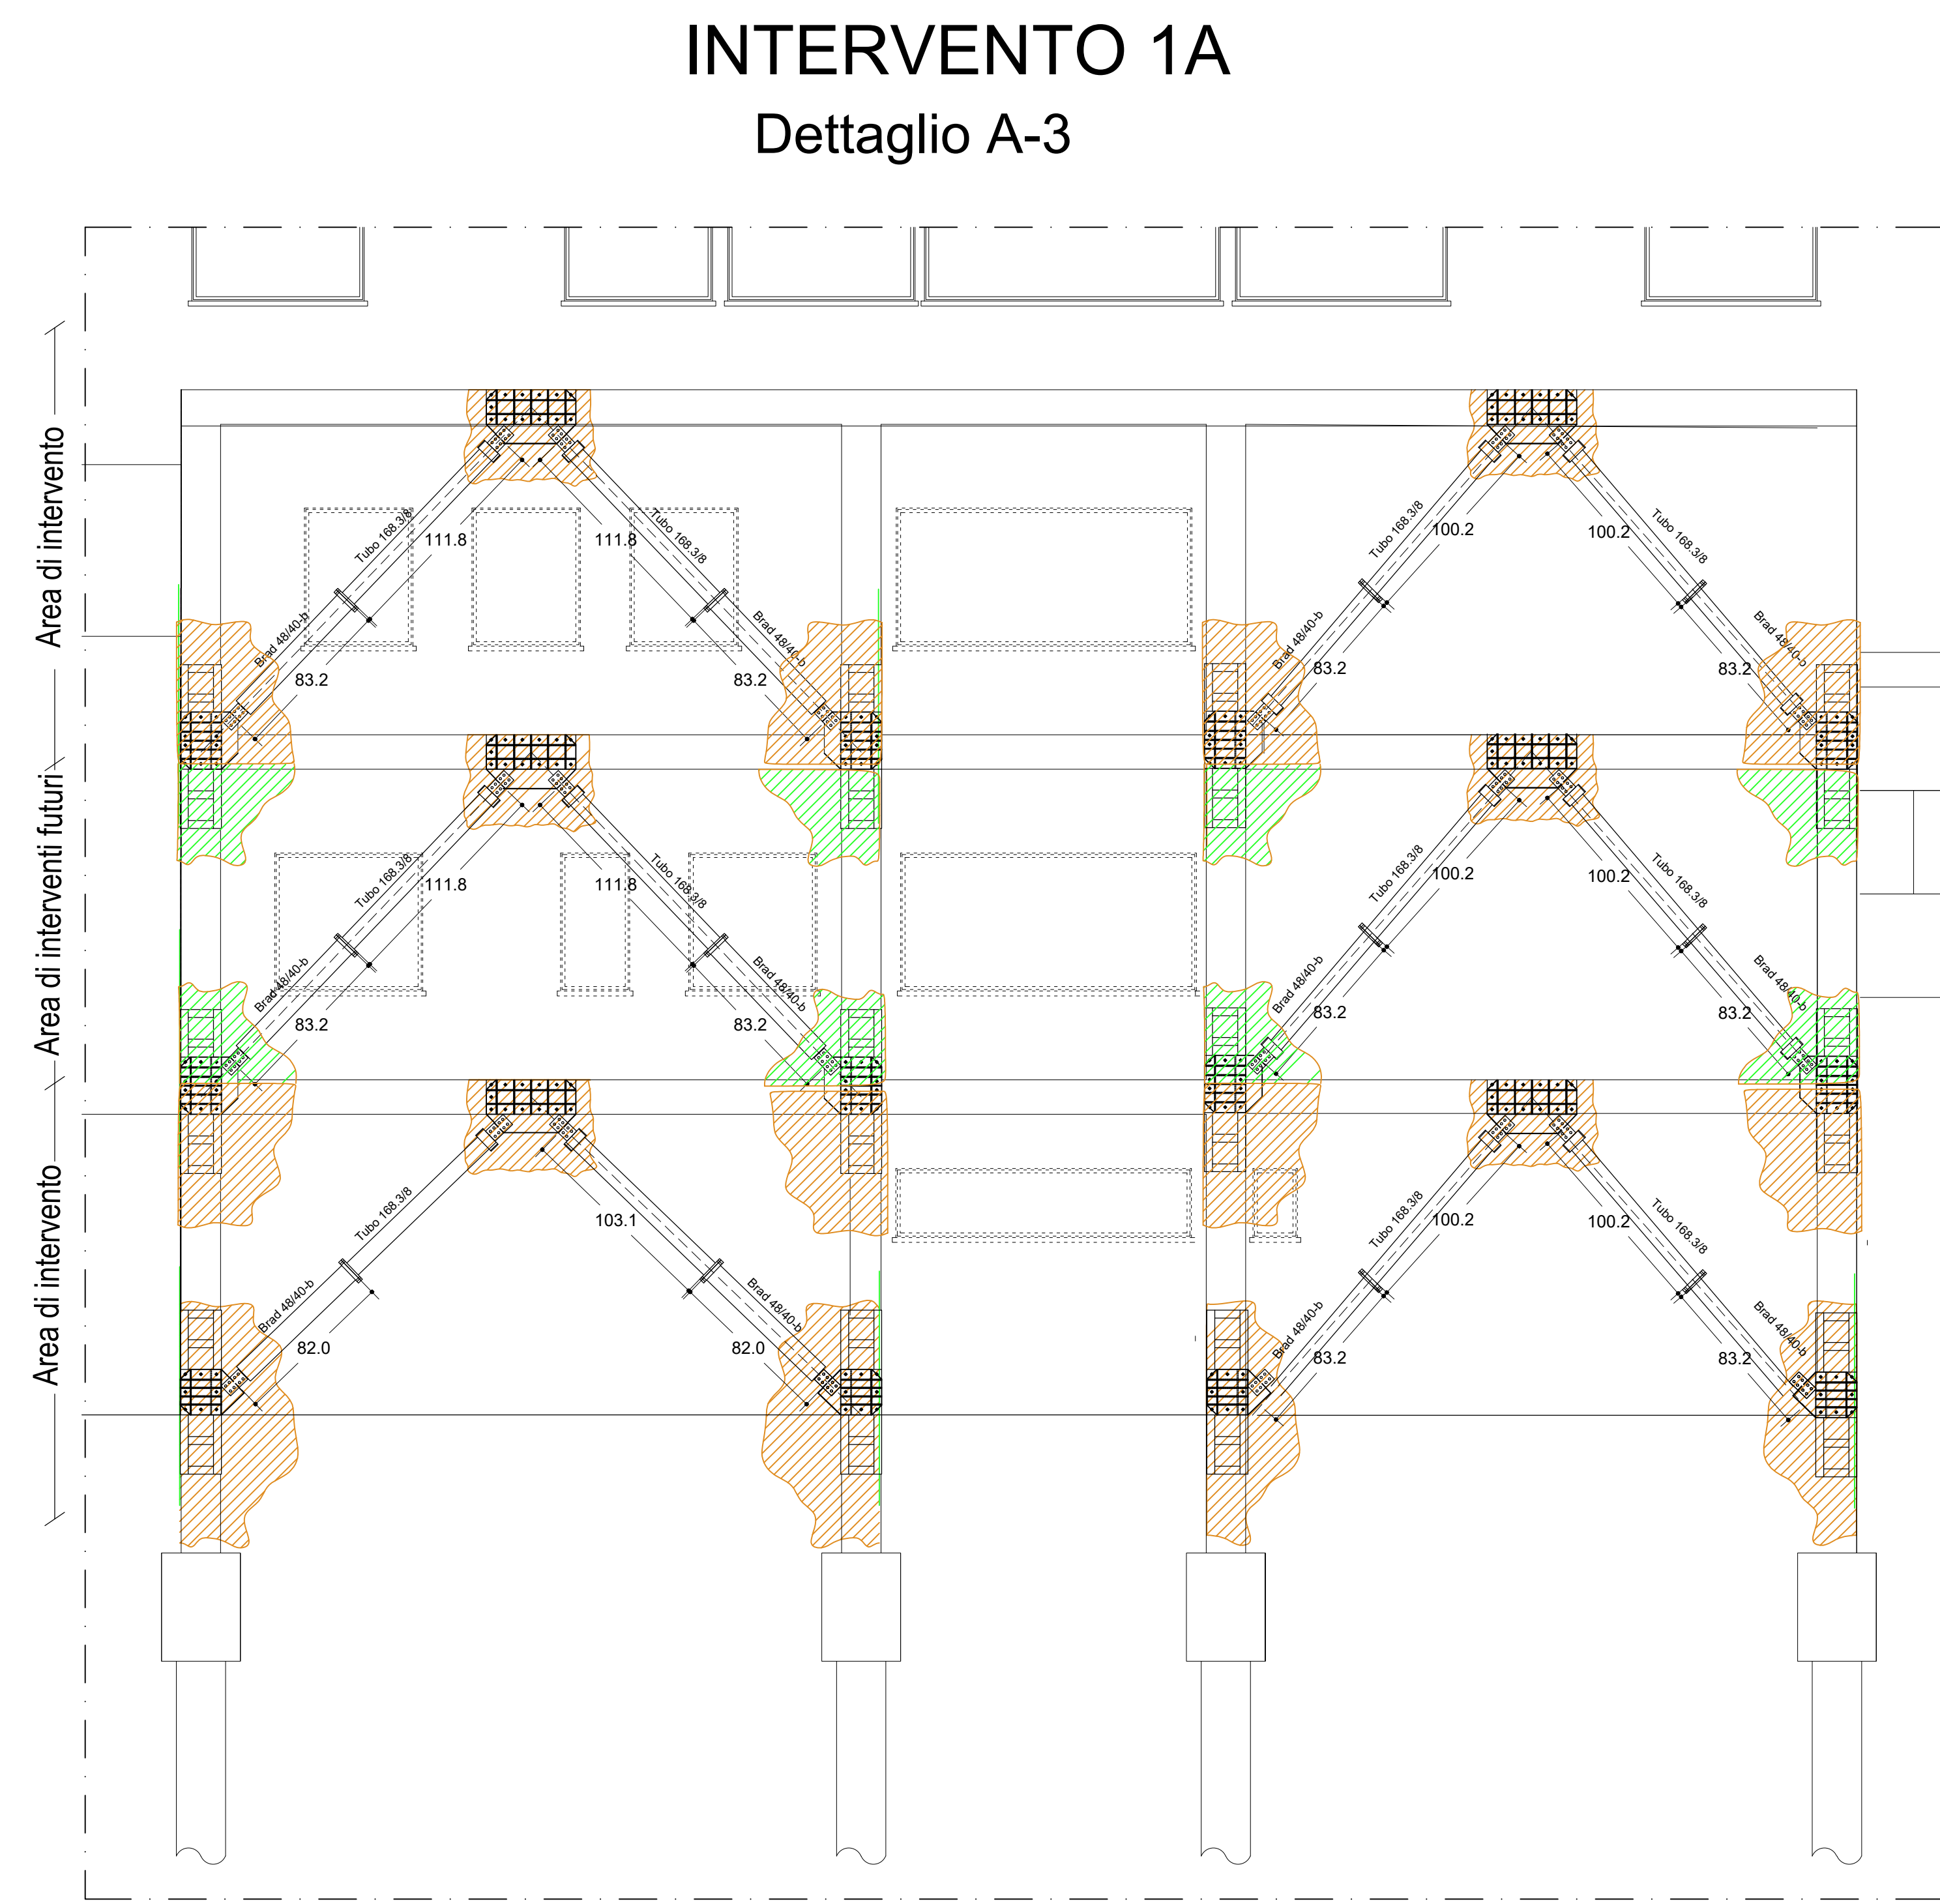 INTERVENTO 1A
Dettaglio A-3
Area di intervento
Area di interventi futuri
Area di intervento
Tubo 168.3/8
111.8
111.8
Tubo 168.3/8
Tubo 168.3/8
100.2
100.2
Tubo 168.3/8
Brad 48/40-b
83.2
83.2
Brad 48/40-b
Brad 48/40-b
83.2
83.2
Brad 48/40-b
Tubo 168.3/8
111.8
111.8
Tubo 168.3/8
Tubo 168.3/8
100.2
100.2
Tubo 168.3/8
Brad 48/40-b
83.2
83.2
Brad 48/40-b
Brad 48/40-b
83.2
83.2
Brad 48/40-b
Tubo 168.3/8
103.1
Tubo 168.3/8
100.2
100.2
Tubo 168.3/8
Brad 48/40-b
82.0
82.0
Brad 48/40-b
Brad 48/40-b
83.2
83.2
Brad 48/40-b